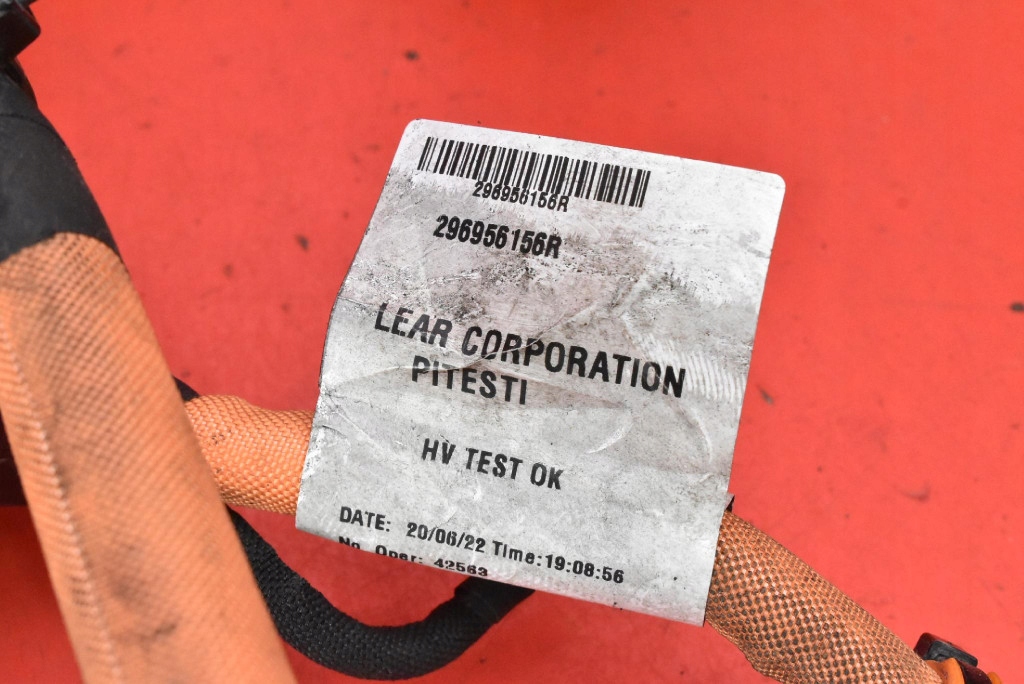 296956156R
296956156R
LEAR CORPORATION
PITESTI
HV TEST OK
DATE: 20/06/22 Time:19:08:56
No. Oper: 42563